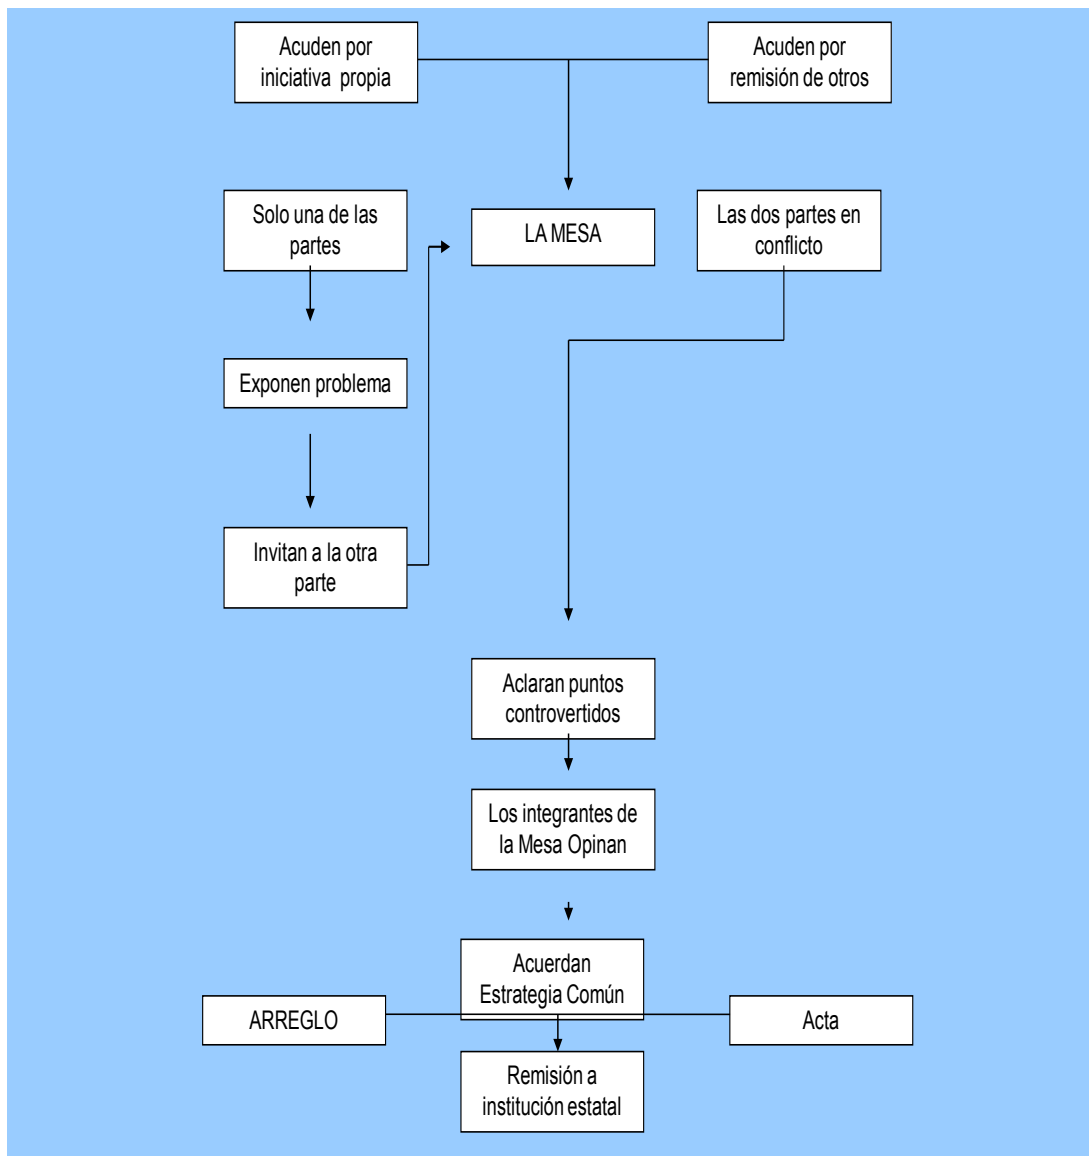 Acuden por
iniciativa propia
Acuden por
remisión de otros
Solo una de las
partes
LA MESA
Las dos partes en
conflicto
Exponen problema
Invitan a la otra
parte
Aclaran puntos
controvertidos
Los integrantes de
la Mesa Opinan
Acuerdan
Estrategia Común
ARREGLO
Acta
Remisión a
institución estatal